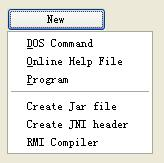 New
DOS Command
Online Help File
Program
Create Jar file
Create JNI header
RMI Compiler